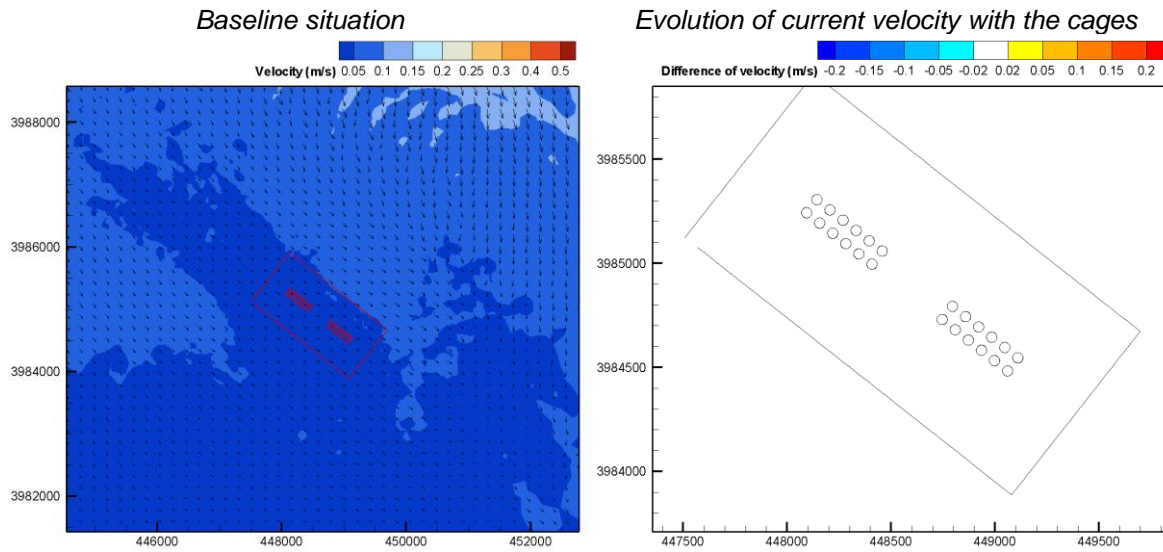 Baseline situation
Evolution of current velocity with the cages
Velocity (m/s) 0.05 0.1 0.15 0.2 0.25 0.3 0.4 0.5
Difference of velocity (m/s) -0.2 -0.15 -0.1 -0.05 -0.02 0.02 0.05 0.1 0.15 0.2
3988000
3986000
3984000
3982000
446000 448000 450000 452000
3985500
3985000
3984500
3984000
447500 448000 448500 449000 449500